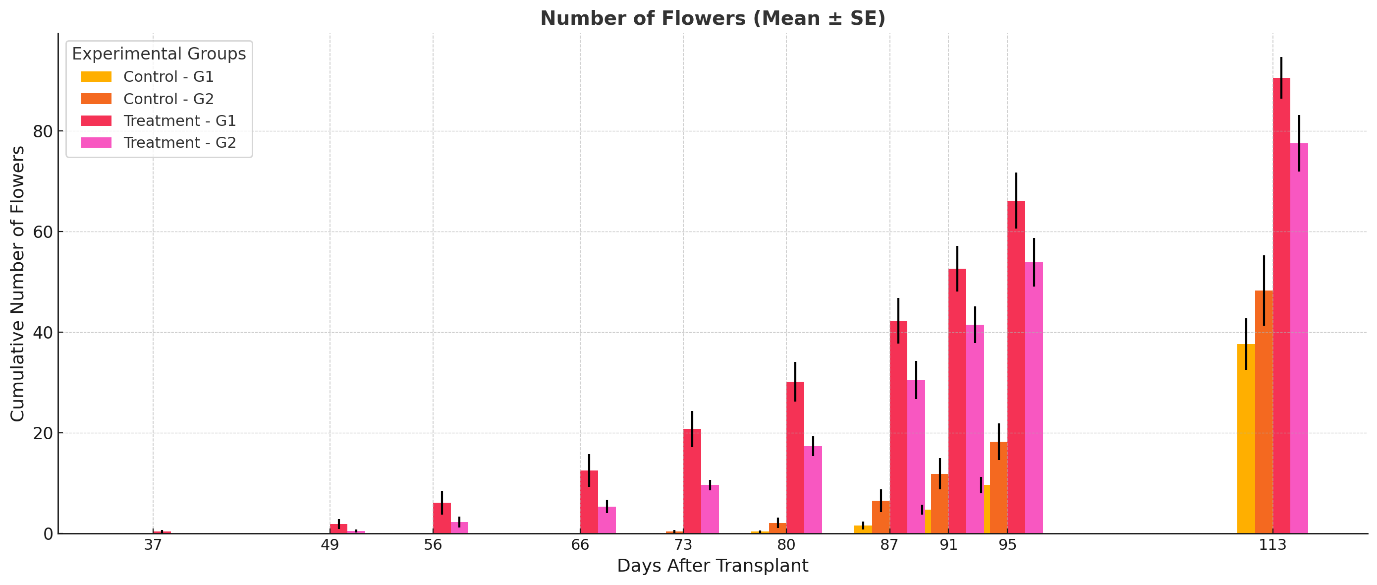 Number of Flowers (Mean ± SE)
Experimental Groups
Control - G1
Control - G2
Treatment - G1
Treatment - G2
Cumulative Number of Flowers
80
60
40
20
0
37 49 56 66 73 80 87 91 95 113
Days After Transplant